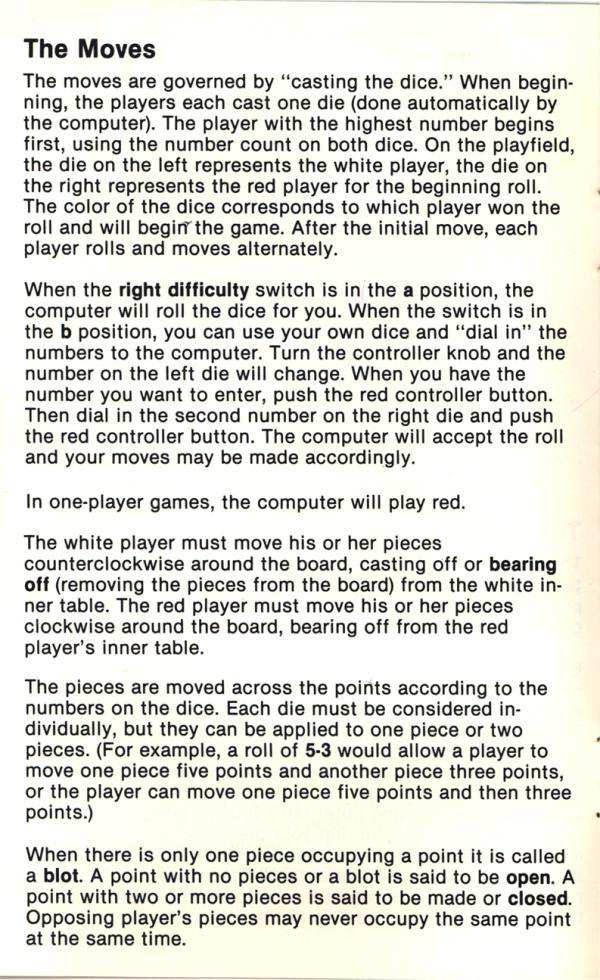 The Moves
The moves are governed by “casting the dice.” When begin-
ning, the players each cast one die (done automatically by
the computer). The player with the highest number begins
first, using the number count on both dice. On the playfield,
the die on the left represents the white player, the die on
the right represents the red player for the beginning roll.
The color of the dice corresponds to which player won the
roll and will begin the game. After the initial move, each
player rolls and moves alternately.
When the right difficulty switch is in the a position, the
computer will roll the dice for you. When the switch is in
the b position, you can use your own dice and “dial in” the
numbers to the computer. Turn the controller knob and the
number on the left die will change. When you have the
number you want to enter, push the red controller button.
Then dial in the second number on the right die and push
the red controller button. The computer will accept the roll
and your moves may be made accordingly.
In one-player games, the computer will play red.
The white player must move his or her pieces
counterclockwise around the board, casting off or bearing
off (removing the pieces from the board) from the white in-
ner table. The red player must move his or her pieces
clockwise around the board, bearing off from the red
player's inner table.
The pieces are moved across the points according to the
numbers on the dice. Each die must be considered in-
dividually, but they can be applied to one piece or two
pieces. (For example, a roll of 5-3 would allow a player to
move one piece five points and another piece three points,
or the player can move one piece five points and then three
points.)
When there is only one piece occupying a point it is called
a blot. A point with no pieces or a blot is said to be open. A
point with two or more pieces is said to be made or closed.
Opposing player's pieces may never occupy the same point
at the same time.